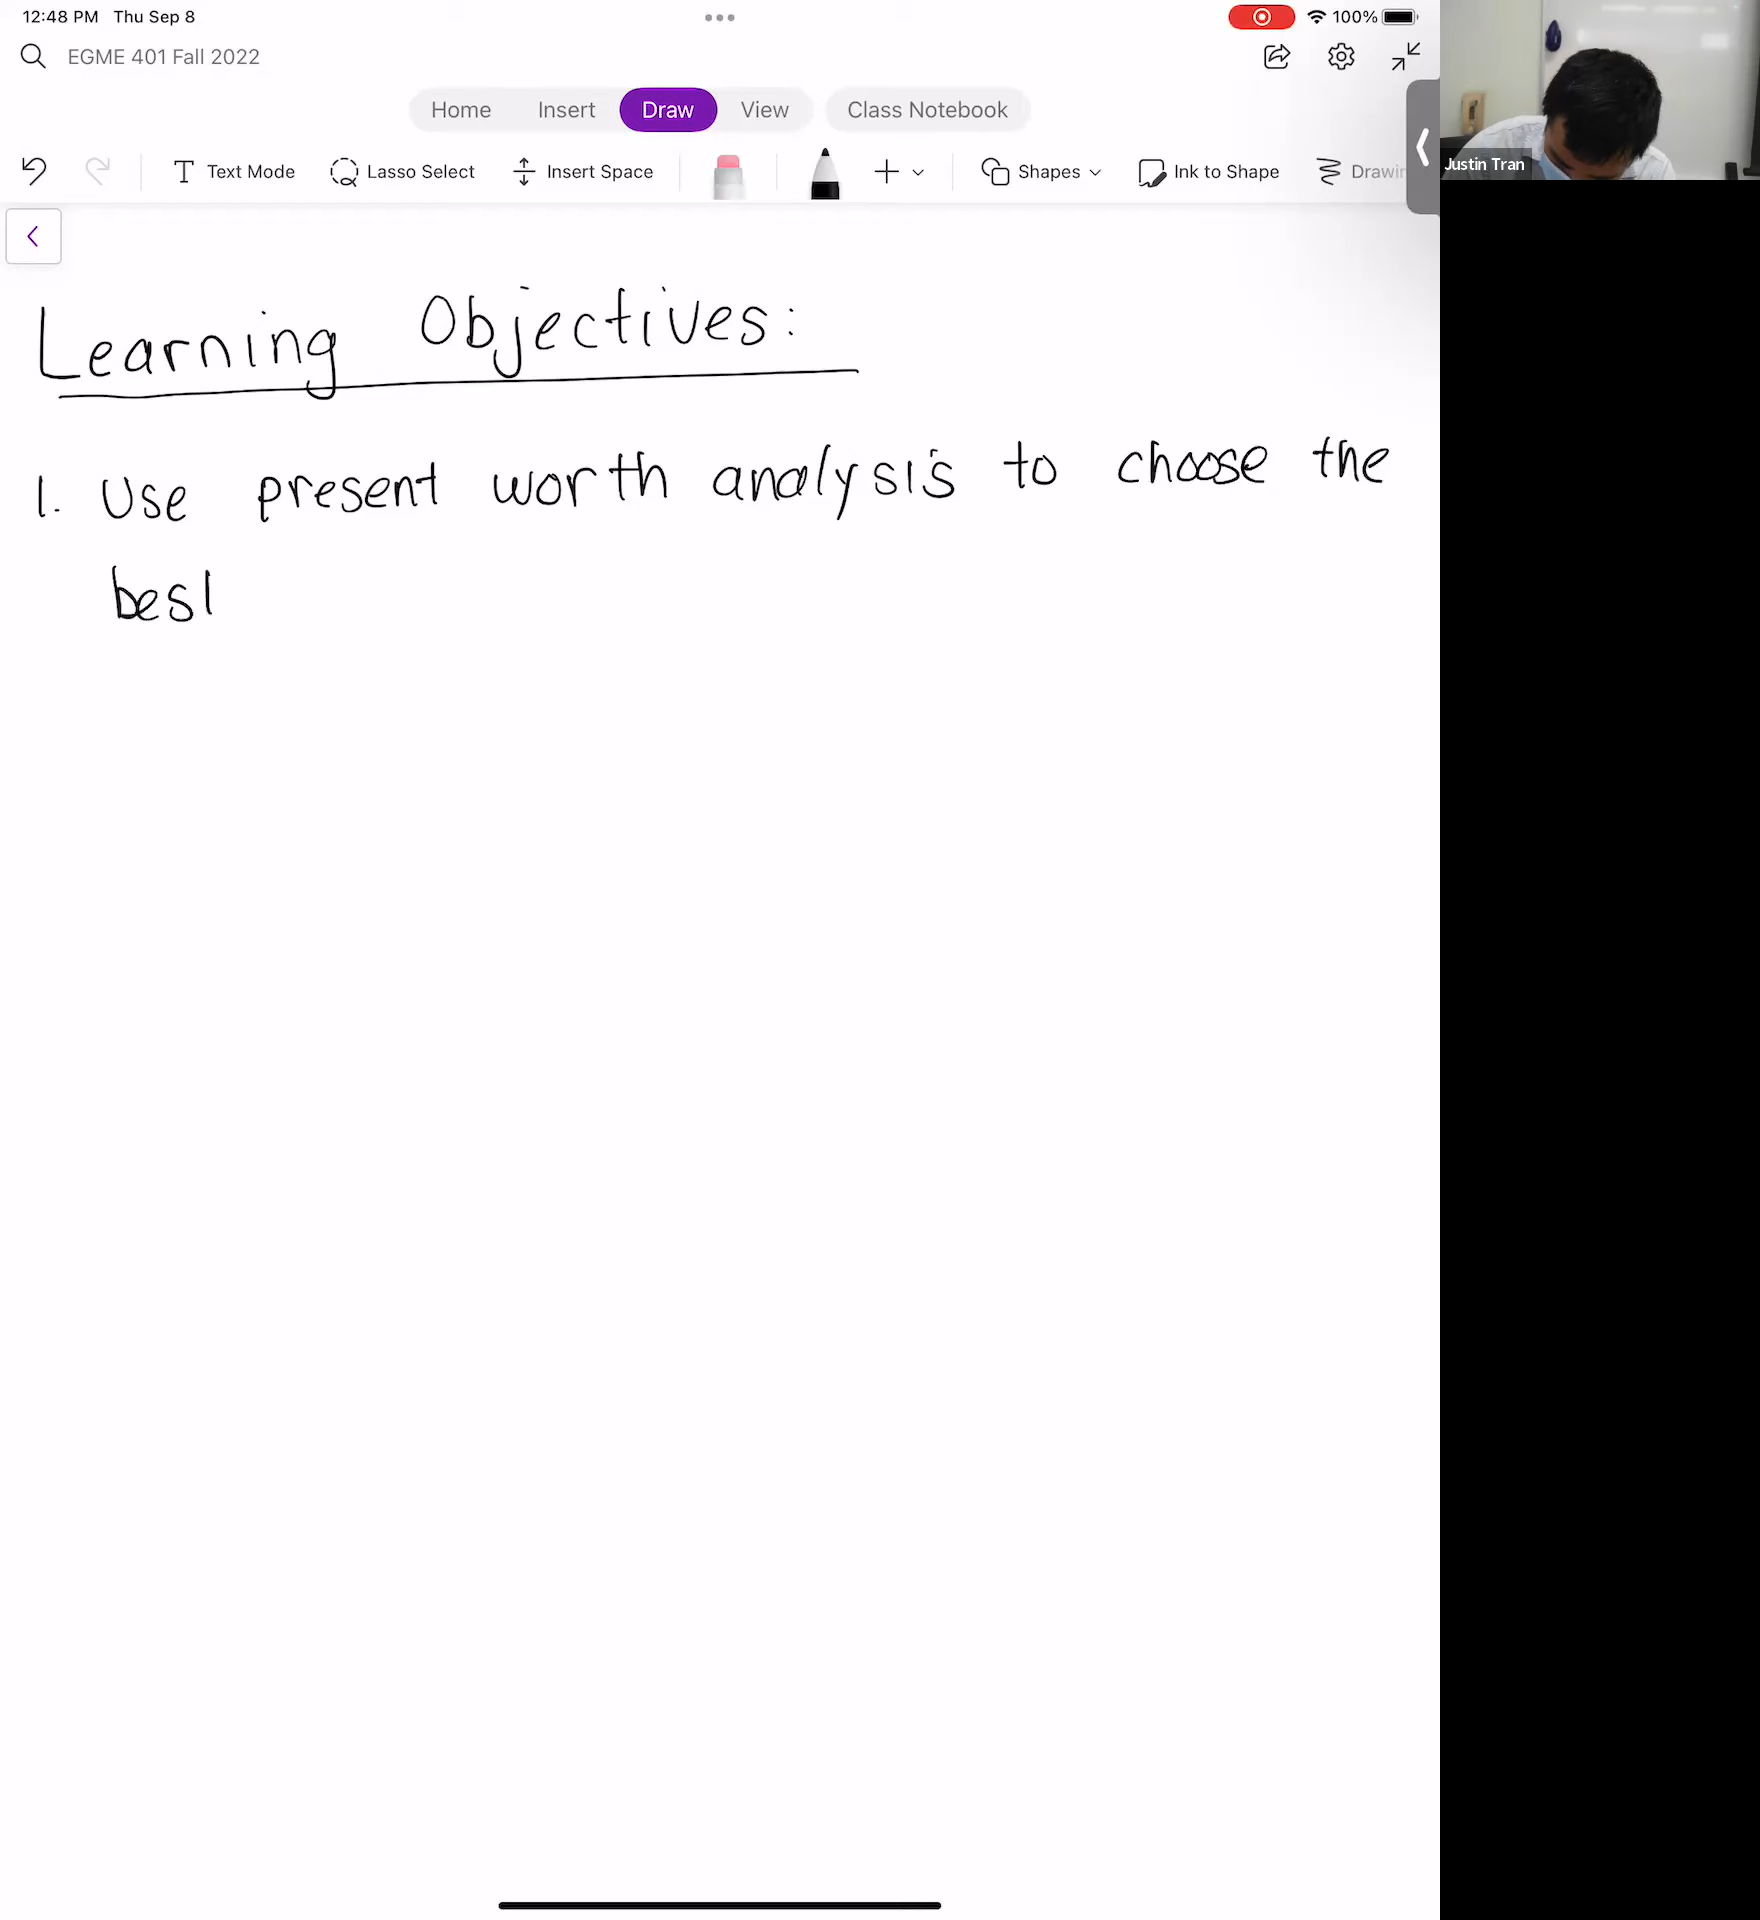 12:48 PM Thu Sep 8
100%
EGME 401 Fall 2022
Home Insert Draw View Class Notebook
Text Mode Lasso Select Insert Space Shapes Ink to Shape Drawin
Justin Tran
Learning Objectives:
1. Use present worth analysis to choose the
besl